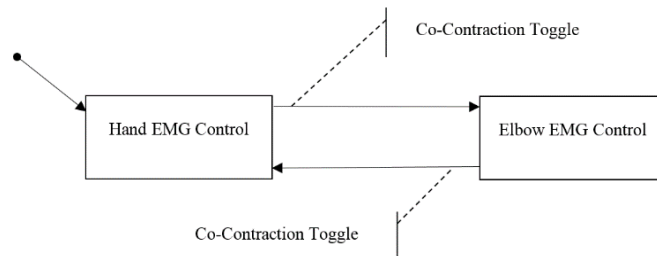 Co-Contraction Toggle
Hand EMG Control
Elbow EMG Control
Co-Contraction Toggle